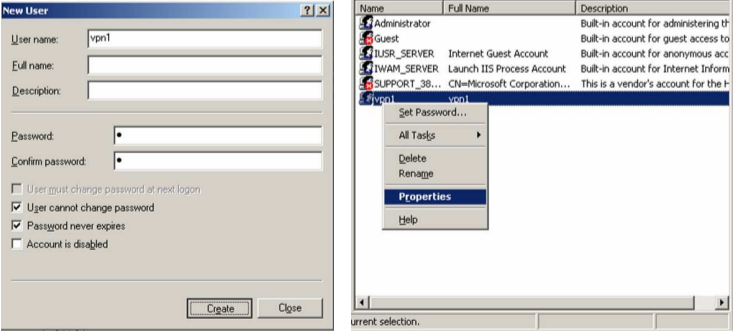 New User
User name: vpn1
Full name:
Description:
Password: •
Confirm password: •
User must change password at next logon
User cannot change password
Password never expires
Account is disabled
Create Close
Name Full Name Description
Administrator Built-in account for administering th
Guest Built-in account for guest access to
IUSR_SERVER Internet Guest Account Built-in account for anonymous acc
IWAM_SERVER Launch IIS Process Account Built-in account for Internet Inform
SUPPORT_38... CN=Microsoft Corporation... This is a vendor's account for the H
vpn1 vpn1
Set Password...
All Tasks
Delete
Rename
Properties
Help
urrent selection.